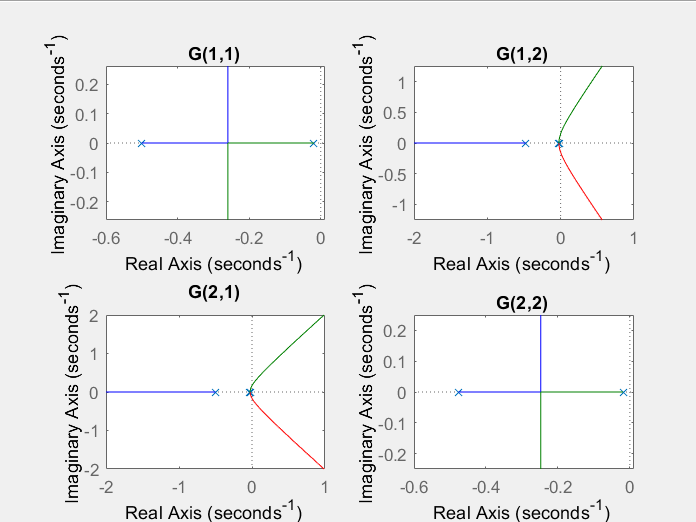 G(1,1)
Imaginary Axis (seconds⁻¹)
0.2
0.1
0
-0.1
-0.2
-0.6 -0.4 -0.2 0
Real Axis (seconds⁻¹)
G(1,2)
Imaginary Axis (seconds⁻¹)
1
0.5
0
-0.5
-1
-2 -1 0 1
Real Axis (seconds⁻¹)
G(2,1)
Imaginary Axis (seconds⁻¹)
2
1
0
-1
-2
-2 -1 0 1
Real Axis (seconds⁻¹)
G(2,2)
Imaginary Axis (seconds⁻¹)
0.2
0.1
0
-0.1
-0.2
-0.6 -0.4 -0.2 0
Real Axis (seconds⁻¹)